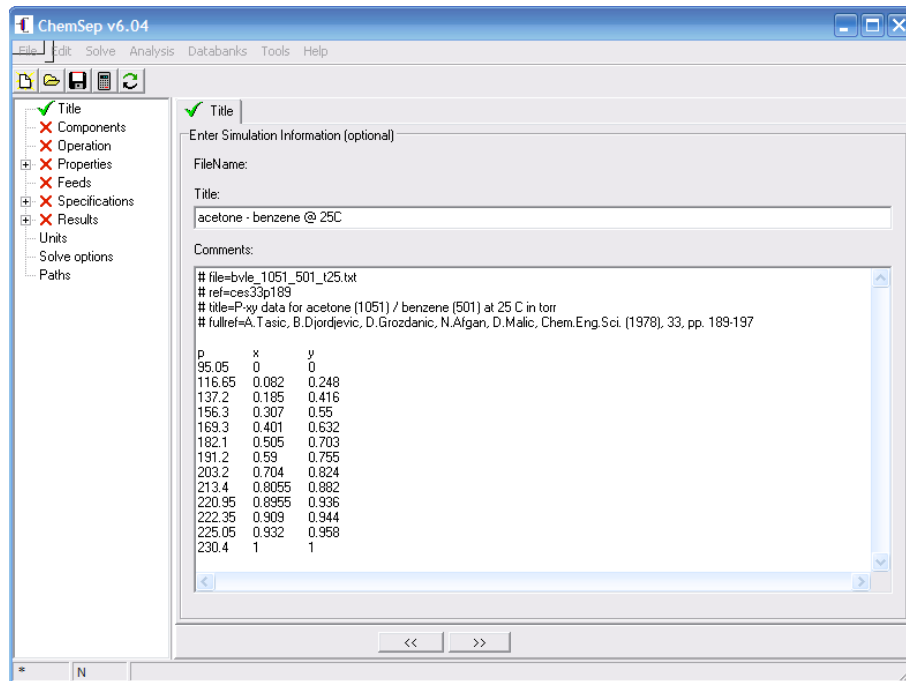 ChemSep v6.04
File Edit Solve Analysis Databanks Tools Help
Title
Components
Operation
Properties
Feeds
Specifications
Results
Units
Solve options
Paths
Title
Enter Simulation Information (optional)
FileName:
Title:
acetone - benzene @ 25C
Comments:
# file=bvle_1051_501_t25.txt
# ref=ces33p189
# title=P-xy data for acetone (1051) / benzene (501) at 25 C in torr
# fullref=A.Tasic, B.Djordjevic, D.Grozdanic, N.Afgan, D.Malic, Chem.Eng.Sci. (1978), 33, pp. 189-197
p x y
95.05 0 0
116.65 0.082 0.248
137.2 0.185 0.416
156.3 0.307 0.55
169.3 0.401 0.632
182.1 0.505 0.703
191.2 0.59 0.755
203.2 0.704 0.824
213.4 0.8055 0.882
220.95 0.8955 0.936
222.35 0.909 0.944
225.05 0.932 0.958
230.4 1 1
<< >>
* N